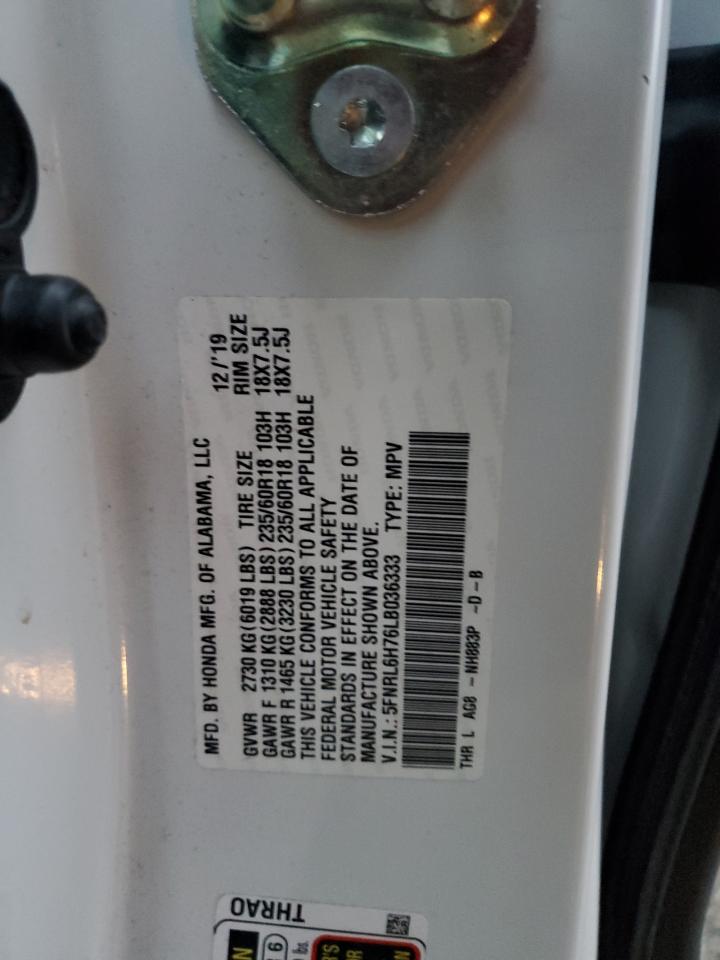 MFD. BY HONDA MFG. OF ALABAMA, LLC 12/'19
GVWR 2730 KG(6019 LBS) TIRE SIZE RIM SIZE
GAWR F 1310 KG(2888 LBS)235/60R18 103H 18X7.5J
GAWR R 1465 KG(3230 LBS)235/60R18 103H 18X7.5J
THIS VEHICLE CONFORMS TO ALL APPLICABLE
FEDERAL MOTOR VEHICLE SAFETY
STANDARDS IN EFFECT ON THE DATE OF
MANUFACTURE SHOWN ABOVE.
V.I.N.: 5FNRL6H76LB036333 TYPE: MPV
THR L AG8 - NH883P -D-B
THRA0
6
lbs.